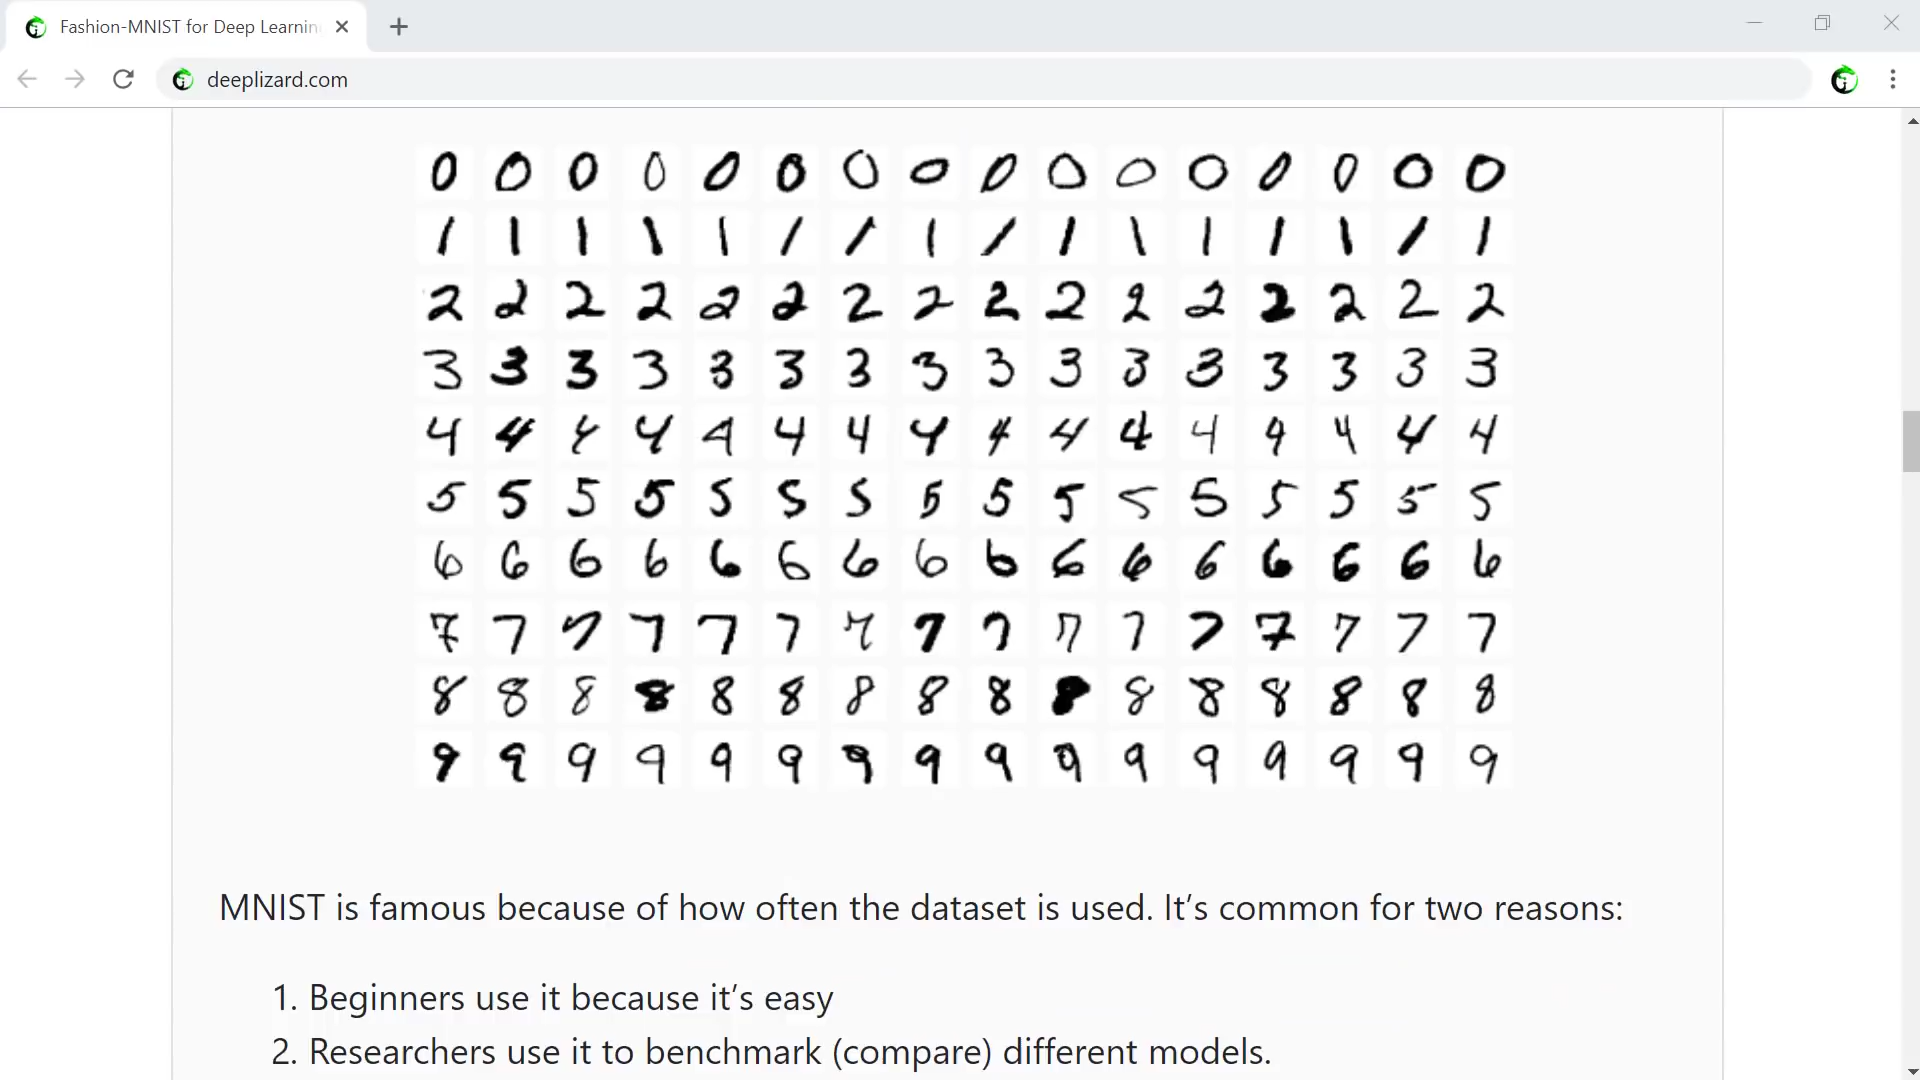 Fashion-MNIST for Deep Learnin
deeplizard.com
0 0 0 0 0 0 0 0 0 0 0 0 0 0 0 0
1 1 1 1 1 1 1 1 1 1 1 1 1 1 1 1
2 2 2 2 2 2 2 2 2 2 2 2 2 2 2 2
3 3 3 3 3 3 3 3 3 3 3 3 3 3 3 3
4 4 4 4 4 4 4 4 4 4 4 4 4 4 4 4
5 5 5 5 5 5 5 5 5 5 5 5 5 5 5 5
6 6 6 6 6 6 6 6 6 6 6 6 6 6 6 6
7 7 7 7 7 7 7 7 7 7 7 7 7 7 7 7
8 8 8 8 8 8 8 8 8 8 8 8 8 8 8 8
9 9 9 9 9 9 9 9 9 9 9 9 9 9 9 9
MNIST is famous because of how often the dataset is used. It’s common for two reasons:
1. Beginners use it because it’s easy
2. Researchers use it to benchmark (compare) different models.